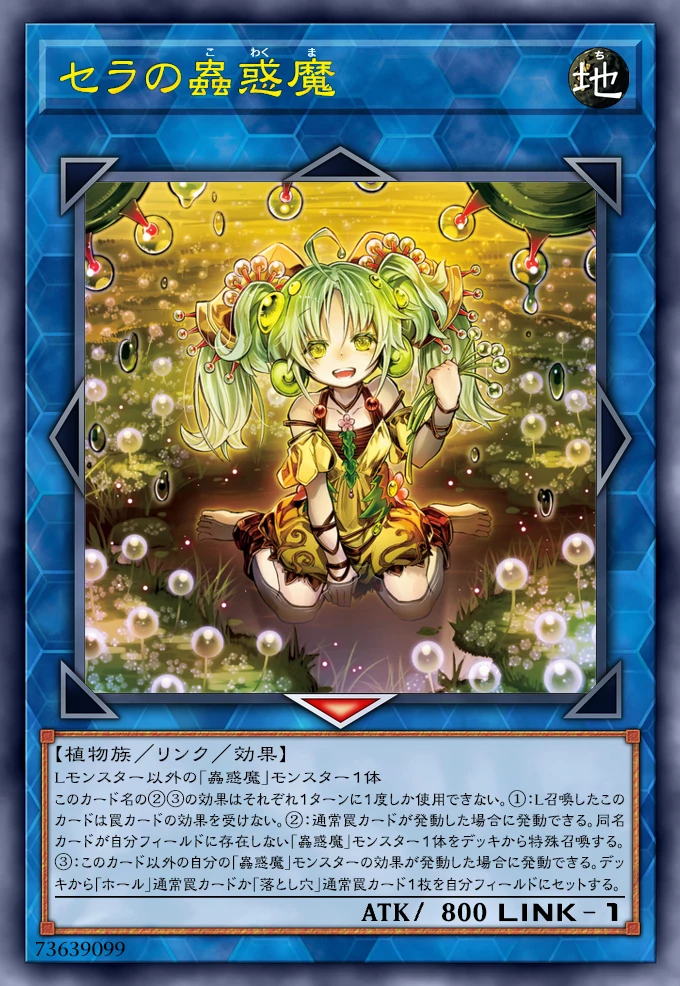 こ わく ま
セラの蟲惑魔
ち
地
【植物族／リンク／効果】
Lモンスター以外の「蟲惑魔」モンスター1体
このカード名の②③の効果はそれぞれ1ターンに1度しか使用できない。①：L召喚したこの
カードは罠カードの効果を受けない。②：通常罠カードが発動した場合に発動できる。同名
カードが自分フィールドに存在しない「蟲惑魔」モンスター1体をデッキから特殊召喚する。
③：このカード以外の自分の「蟲惑魔」モンスターの効果が発動した場合に発動できる。デッ
キから「ホール」通常罠カードか「落とし穴」通常罠カード1枚を自分フィールドにセットする。
ATK/ 800 LINK-1
73639099